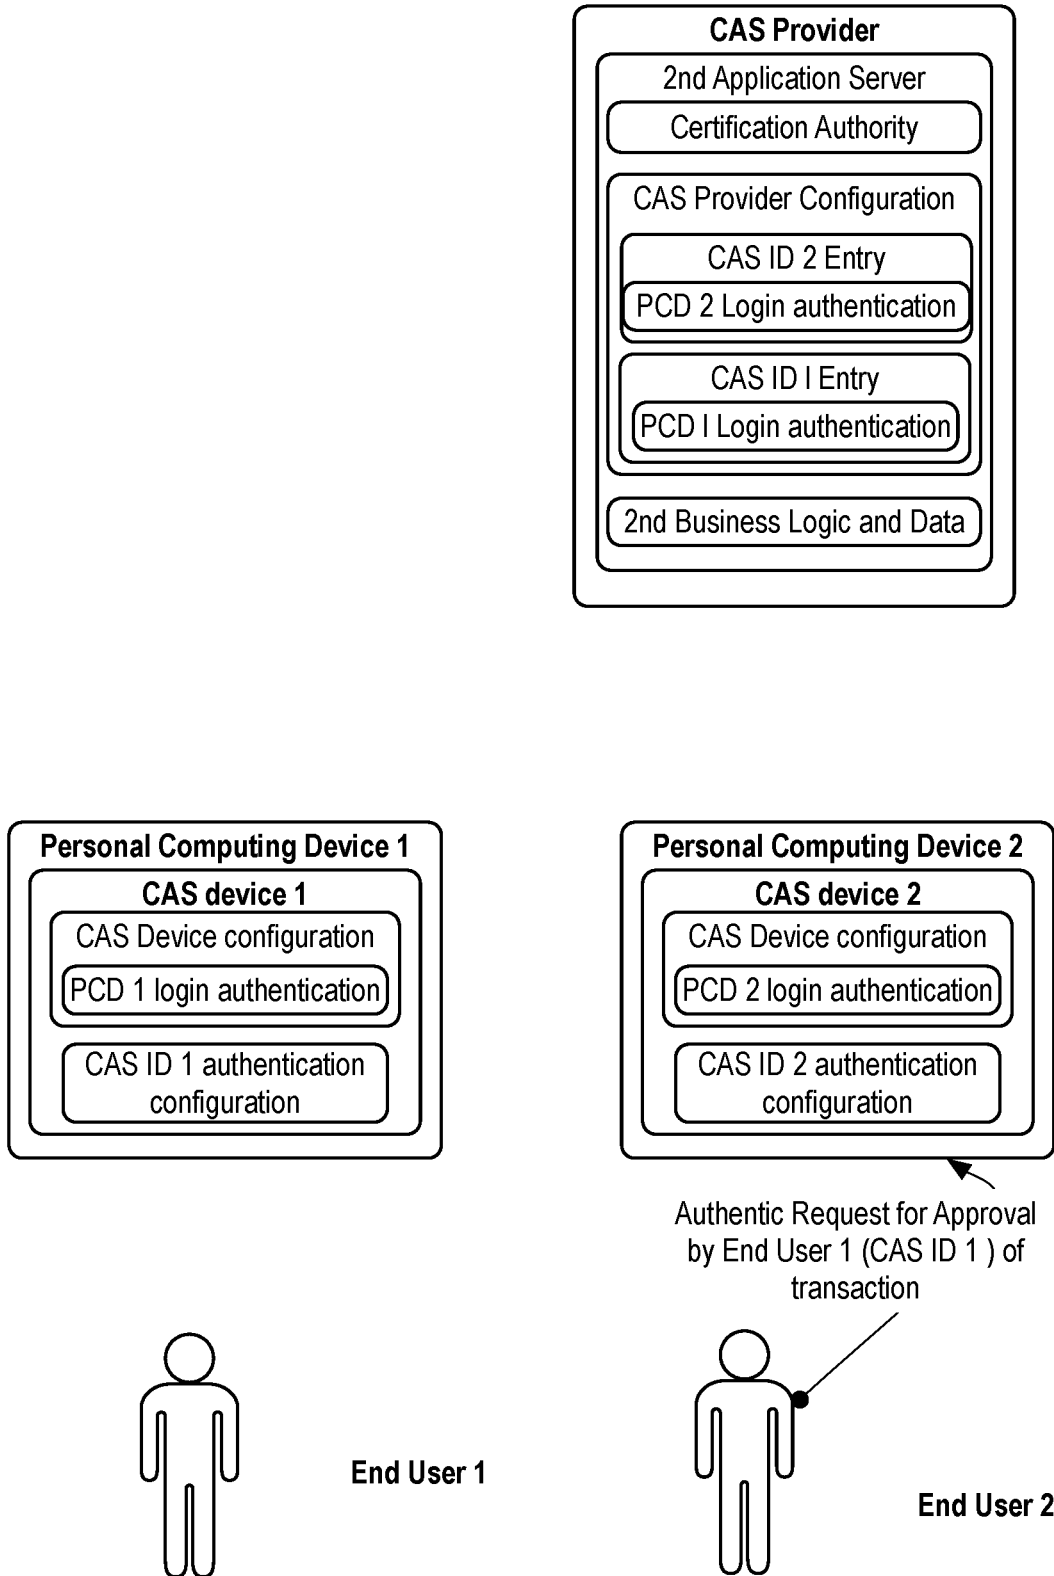 CAS Provider
2nd Application Server
Certification Authority
CAS Provider Configuration
CAS ID 2 Entry
PCD 2 Login authentication
CAS ID I Entry
PCD I Login authentication
2nd Business Logic and Data
Personal Computing Device 1
CAS device 1
CAS Device configuration
PCD 1 login authentication
CAS ID 1 authentication
configuration
Personal Computing Device 2
CAS device 2
CAS Device configuration
PCD 2 login authentication
CAS ID 2 authentication
configuration
Authentic Request for Approval
by End User 1 (CAS ID 1 ) of
transaction
End User 1
End User 2